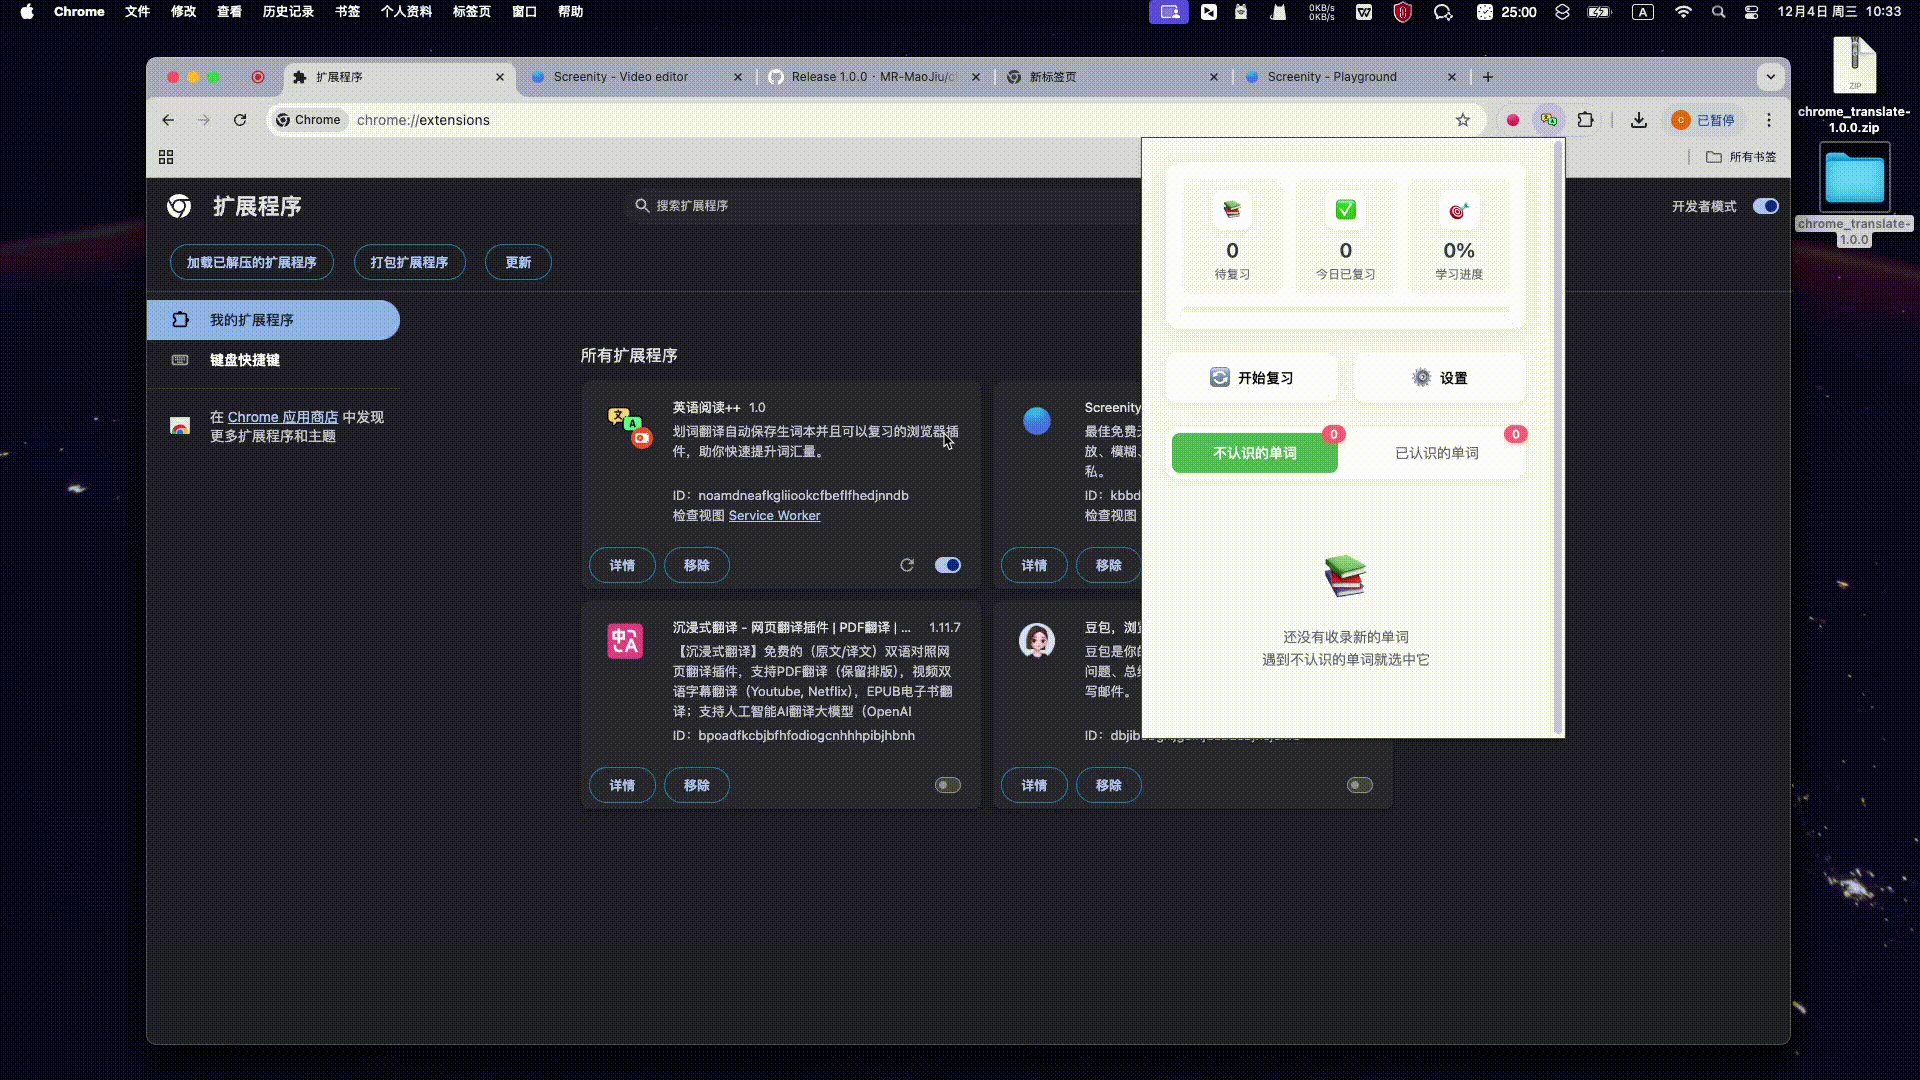 Chrome 文件 修改 查看 历史记录 书签 个人资料 标签页 窗口 帮助
0KB/s
0KB/s
25:00
A
12月4日 周三 10:33
扩展程序
Screenity - Video editor
Release 1.0.0 · MR-MaoJiu/c
新标签页
Screenity - Playground
Chrome
chrome://extensions
已暂停
所有书签
ZIP
chrome_translate-
1.0.0.zip
chrome_translate-
1.0.0
扩展程序
搜索扩展程序
开发者模式
加载已解压的扩展程序
打包扩展程序
更新
我的扩展程序
键盘快捷键
在 Chrome 应用商店 中发现
更多扩展程序和主题
所有扩展程序
英语阅读++ 1.0
划词翻译自动保存生词本并且可以复习的浏览器插
件，助你快速提升词汇量。
ID：noamdneafkgliiookcfbeflfhedjnndb
检查视图 Service Worker
详情
移除
Screenity
最佳免费
放、模糊、
私。
ID：kbbd
检查视图
详情
移除
沉浸式翻译 - 网页翻译插件 | PDF翻译 | ... 1.11.7
【沉浸式翻译】免费的（原文/译文）双语对照网
页翻译插件，支持PDF翻译（保留排版），视频双
语字幕翻译（Youtube, Netflix），EPUB电子书翻
译；支持人工智能AI翻译大模型（OpenAI
ID：bpoadfkcbjbfhfodiogcnhhhpibjhbnh
详情
移除
豆包，浏
豆包是你的
问题、总结
写邮件。
ID：dbjib
详情
移除
0
待复习
0
今日已复习
0%
学习进度
开始复习
设置
不认识的单词
0
已认识的单词
0
还没有收录新的单词
遇到不认识的单词就选中它